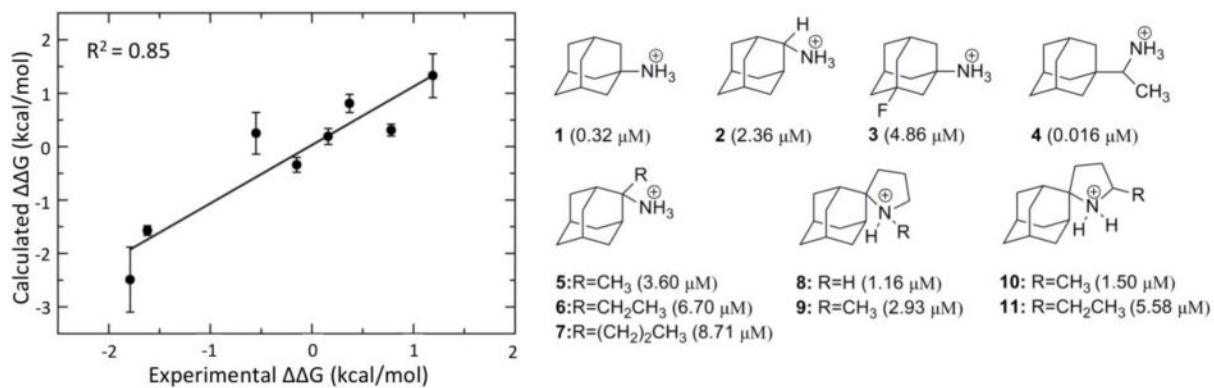 R² = 0.85
Calculated ΔΔG (kcal/mol)
2
1
0
-1
-2
-3
-2
-1
0
1
2
Experimental ΔΔG (kcal/mol)
⊕
NH₃
1 (0.32 μM)
H
⊕
NH₃
2 (2.36 μM)
⊕
NH₃
F
3 (4.86 μM)
⊕
NH₃
CH₃
4 (0.016 μM)
R
⊕
NH₃
5:R=CH₃ (3.60 μM)
6:R=CH₂CH₃ (6.70 μM)
7:R=(CH₂)₂CH₃ (8.71 μM)
⊕
N
H
R
8: R=H (1.16 μM)
9: R=CH₃ (2.93 μM)
R
⊕
N
H
H
10: R=CH₃ (1.50 μM)
11: R=CH₂CH₃ (5.58 μM)